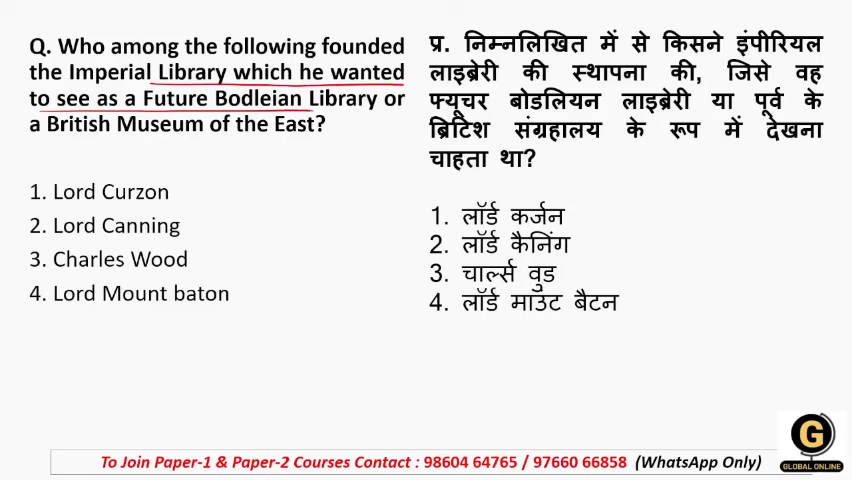 Q. Who among the following founded
the Imperial Library which he wanted
to see as a Future Bodleian Library or
a British Museum of the East?
1. Lord Curzon
2. Lord Canning
3. Charles Wood
4. Lord Mount baton
प्र. निम्नलिखित में से किसने इंपीरियल
लाइब्रेरी की स्थापना की, जिसे वह
फ्यूचर बोडलियन लाइब्रेरी या पूर्व के
ब्रिटिश संग्रहालय के रूप में देखना
चाहता था?
1. लॉर्ड कर्जन
2. लॉर्ड कैनिंग
3. चार्ल्स वुड
4. लॉर्ड माउंट बैटन
To Join Paper-1 & Paper-2 Courses Contact : 98604 64765 / 97660 66858 (WhatsApp Only)
G
GLOBAL ONLINE